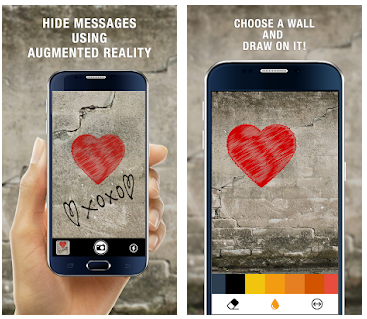 HIDE MESSAGES
USING
AUGMENTED REALITY
xoxo
CHOOSE A WALL
AND
DRAW ON IT!